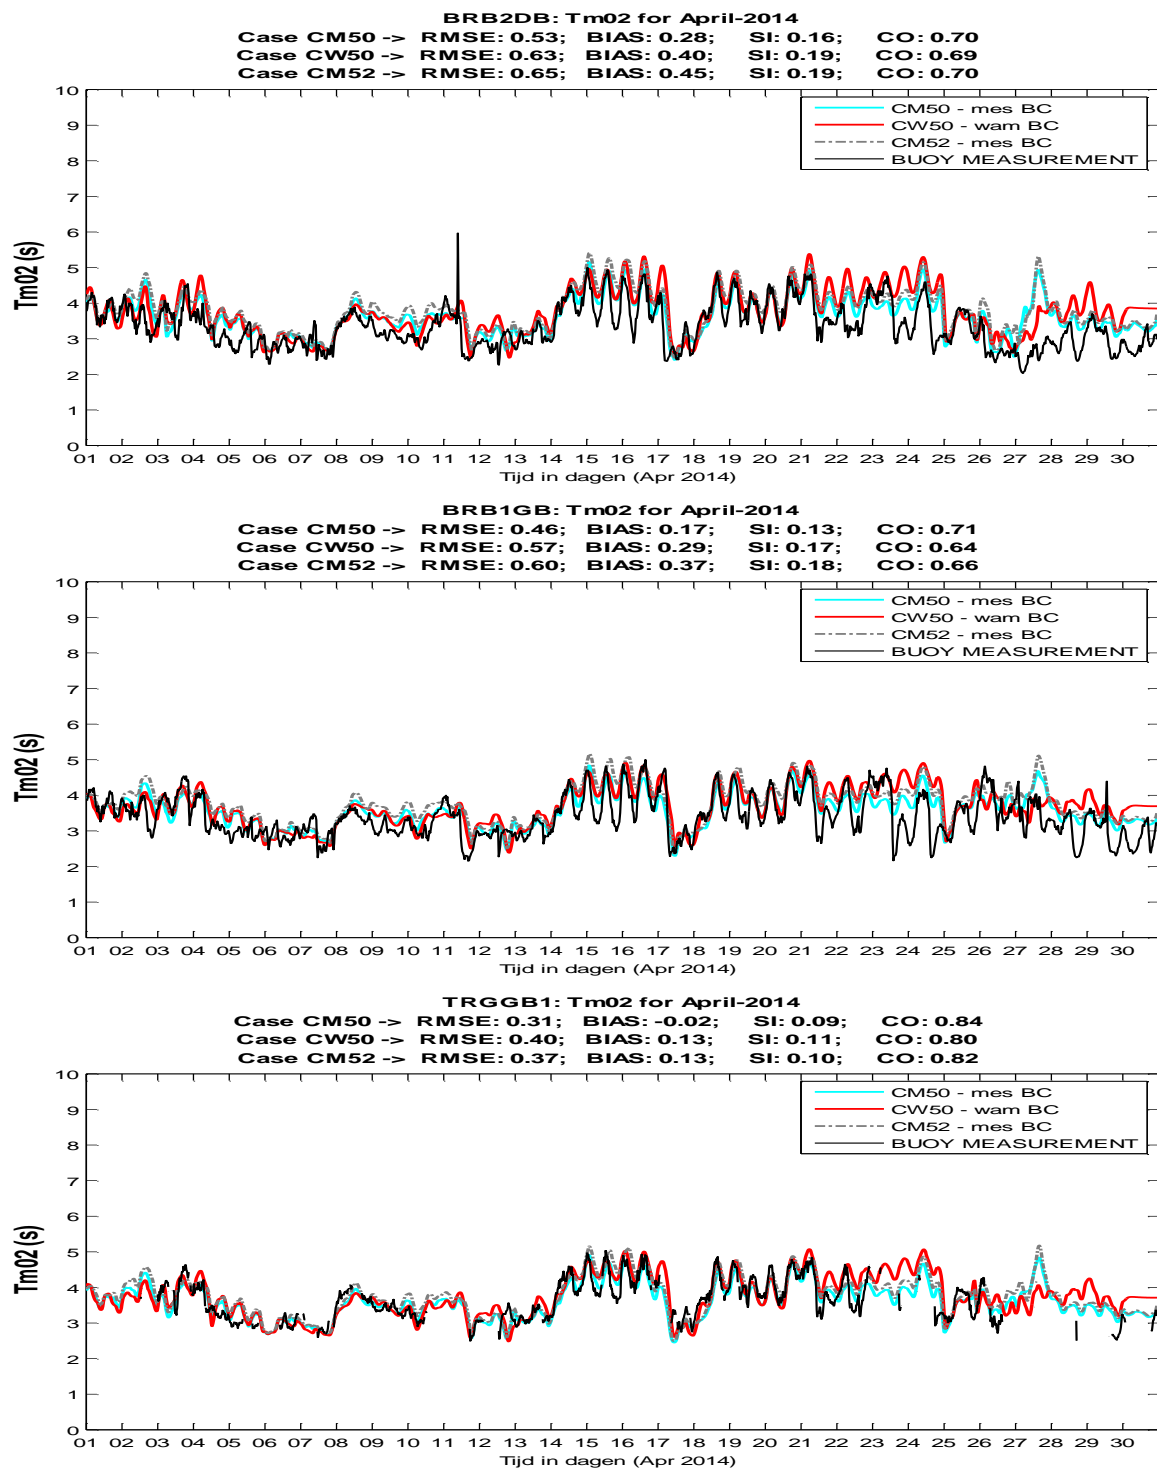 BRB2DB: Tm02 for April-2014
Case CM50 -> RMSE: 0.53; BIAS: 0.28; SI: 0.16; CO: 0.70
Case CW50 -> RMSE: 0.63; BIAS: 0.40; SI: 0.19; CO: 0.69
Case CM52 -> RMSE: 0.65; BIAS: 0.45; SI: 0.19; CO: 0.70
CM50 - mes BC
CW50 - wam BC
CM52 - mes BC
BUOY MEASUREMENT
Tm02 (s)
10
9
8
7
6
5
4
3
2
1
0
01 02 03 04 05 06 07 08 09 10 11 12 13 14 15 16 17 18 19 20 21 22 23 24 25 26 27 28 29 30
Tijd in dagen (Apr 2014)
BRB1GB: Tm02 for April-2014
Case CM50 -> RMSE: 0.46; BIAS: 0.17; SI: 0.13; CO: 0.71
Case CW50 -> RMSE: 0.57; BIAS: 0.29; SI: 0.17; CO: 0.64
Case CM52 -> RMSE: 0.60; BIAS: 0.37; SI: 0.18; CO: 0.66
CM50 - mes BC
CW50 - wam BC
CM52 - mes BC
BUOY MEASUREMENT
Tm02 (s)
10
9
8
7
6
5
4
3
2
1
0
01 02 03 04 05 06 07 08 09 10 11 12 13 14 15 16 17 18 19 20 21 22 23 24 25 26 27 28 29 30
Tijd in dagen (Apr 2014)
TRGGB1: Tm02 for April-2014
Case CM50 -> RMSE: 0.31; BIAS: -0.02; SI: 0.09; CO: 0.84
Case CW50 -> RMSE: 0.40; BIAS: 0.13; SI: 0.11; CO: 0.80
Case CM52 -> RMSE: 0.37; BIAS: 0.13; SI: 0.10; CO: 0.82
CM50 - mes BC
CW50 - wam BC
CM52 - mes BC
BUOY MEASUREMENT
Tm02 (s)
10
9
8
7
6
5
4
3
2
1
0
01 02 03 04 05 06 07 08 09 10 11 12 13 14 15 16 17 18 19 20 21 22 23 24 25 26 27 28 29 30
Tijd in dagen (Apr 2014)